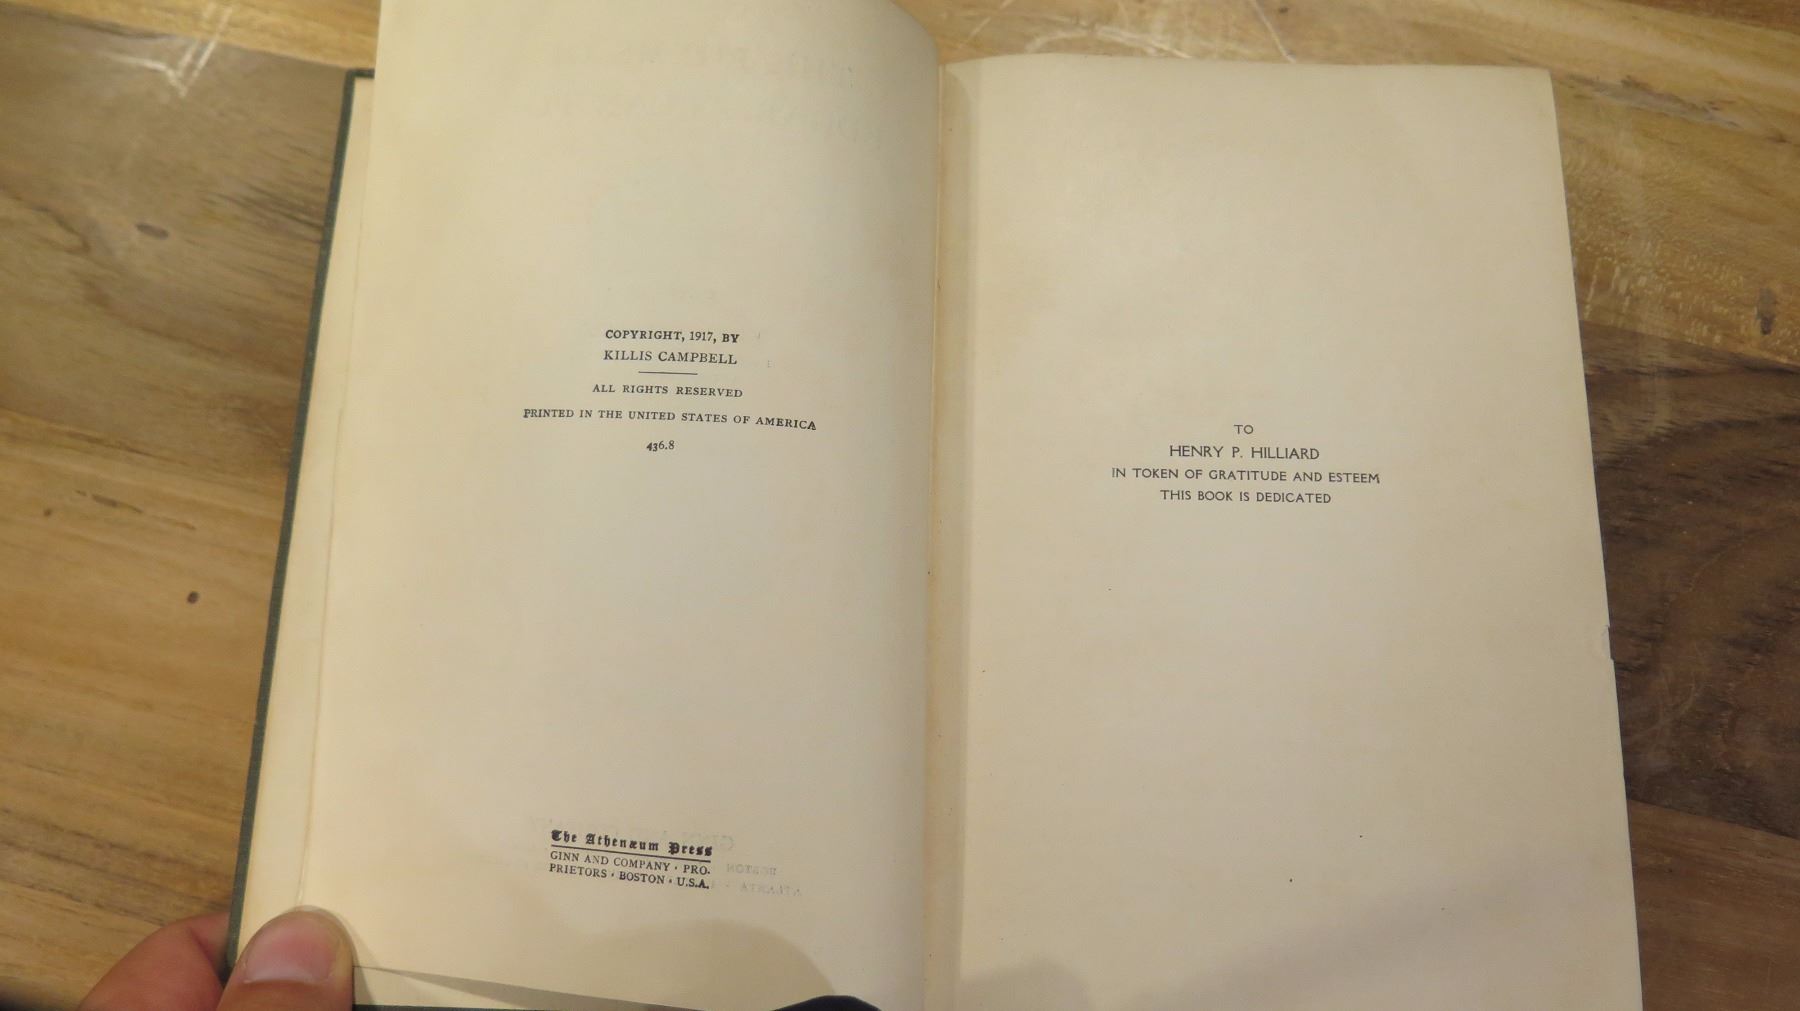 COPYRIGHT, 1917, BY
KILLIS CAMPBELL
ALL RIGHTS RESERVED
PRINTED IN THE UNITED STATES OF AMERICA
436.8
The Athenæum Press
GINN AND COMPANY · PRO-
PRIETORS · BOSTON · U.S.A.
TO
HENRY P. HILLIARD
IN TOKEN OF GRATITUDE AND ESTEEM
THIS BOOK IS DEDICATED